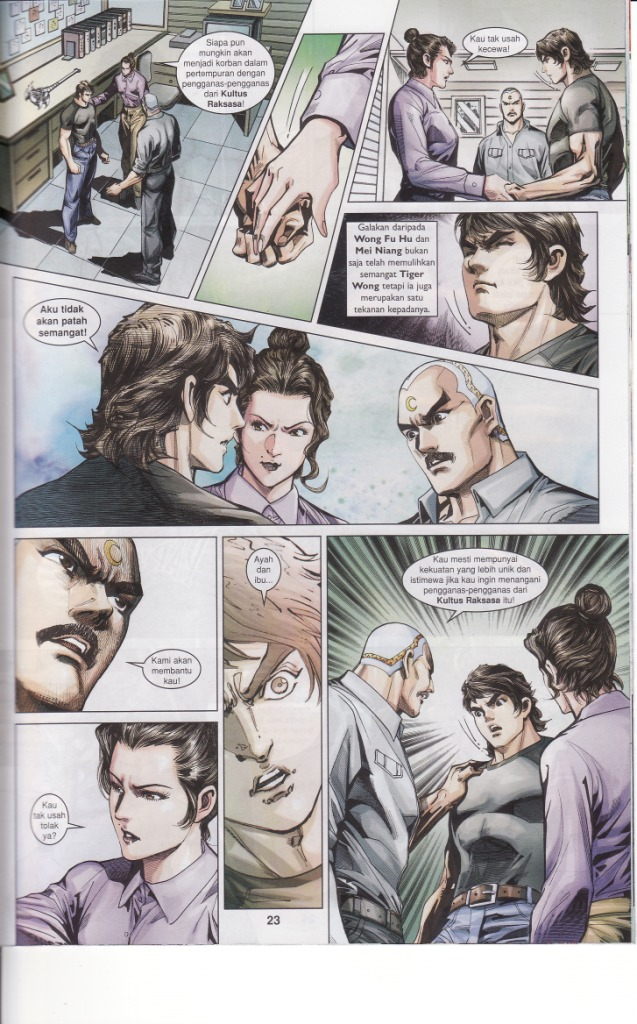 Siapa pun
mungkin akan
menjadi korban dalam
pertempuran dengan
pengganas-pengganas
dari Kultus
Raksasa!
Kau tak usah
kecewa!
Galakan daripada
Wong Fu Hu dan
Mei Niang bukan
saja telah memulihkan
semangat Tiger
Wong tetapi ia juga
merupakan satu
tekanan kepadanya.
Aku tidak
akan patah
semangat!
Kami akan
membantu
kau!
Kau
tak usah
tolak
ya?
Ayah
dan
ibu...
Kau mesti mempunyai
kekuatan yang lebih unik dan
istimewa jika kau ingin menangani
pengganas-pengganas dari
Kultus Raksasa itu!
23